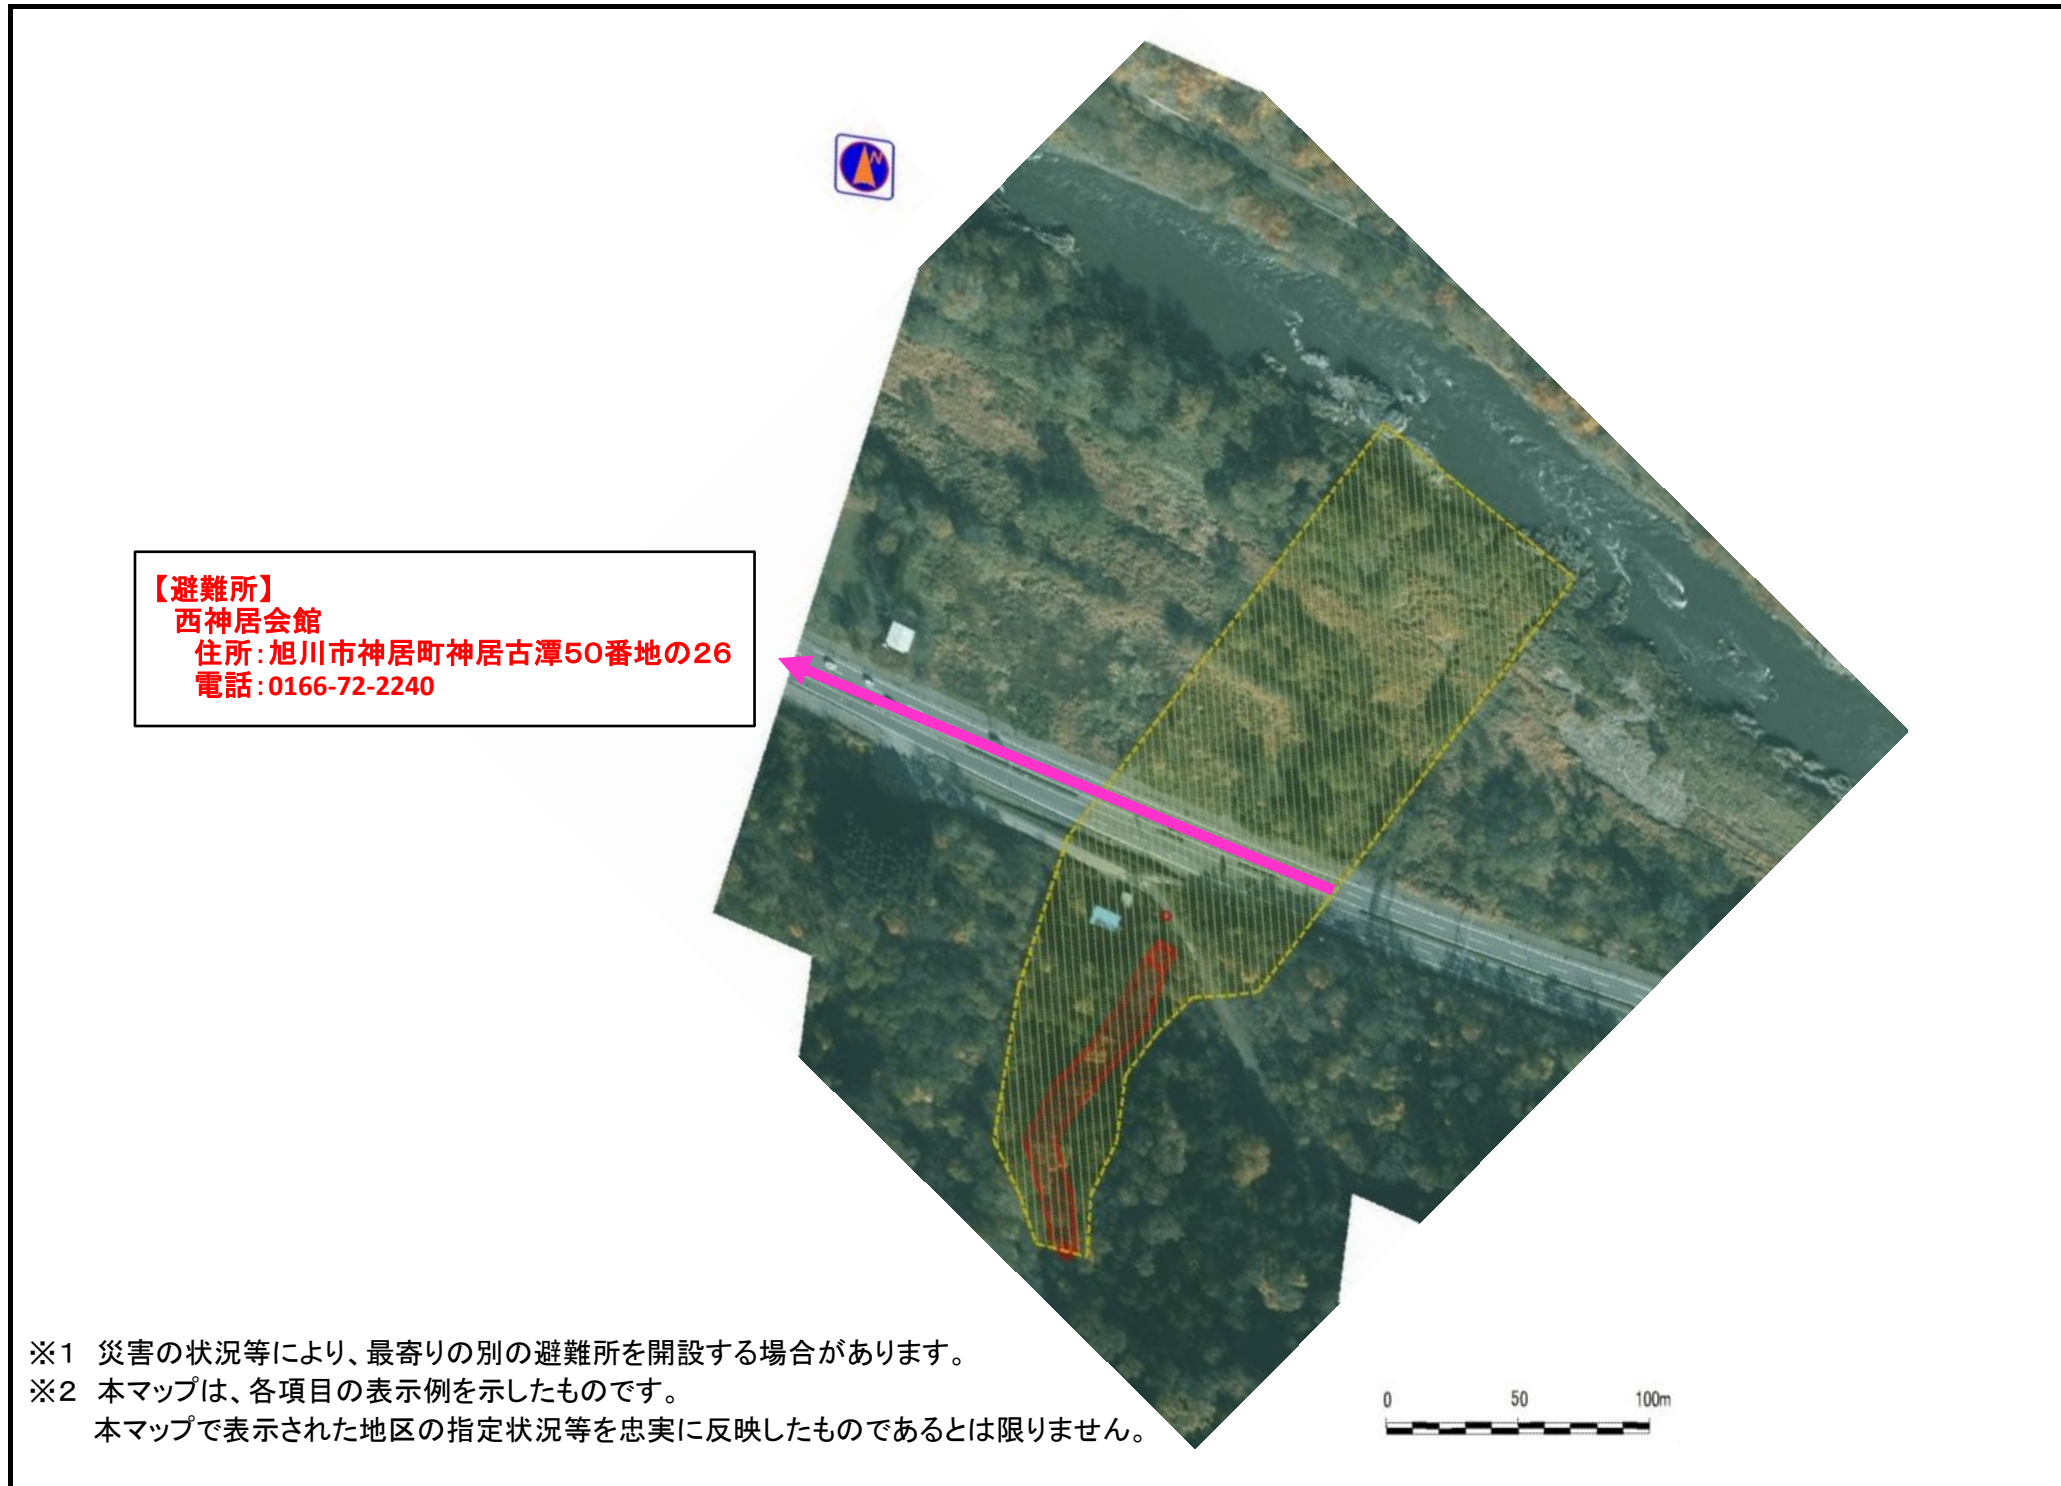 N
【避難所】
西神居会館
住所：旭川市神居町神居古潭50番地の26
電話：0166-72-2240
※1　災害の状況等により、最寄りの別の避難所を開設する場合があります。
※2　本マップは、各項目の表示例を示したものです。
本マップで表示された地区の指定状況等を忠実に反映したものであるとは限りません。
0 50 100m